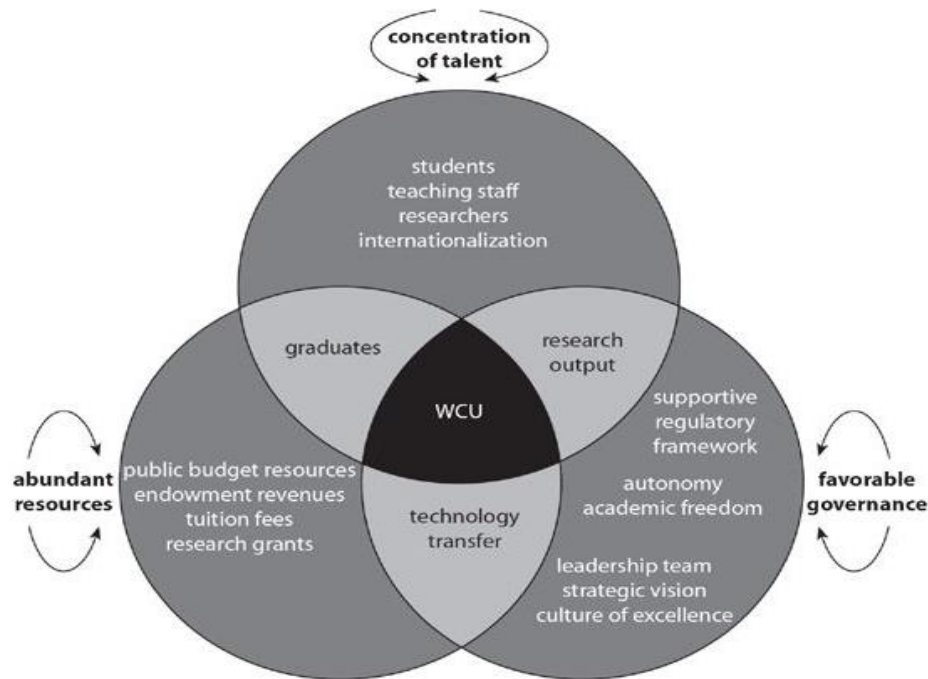 concentration
of talent
students
teaching staff
researchers
internationalization
graduates
research
output
WCU
supportive
regulatory
framework
autonomy
academic freedom
leadership team
strategic vision
culture of excellence
abundant
resources
public budget resources
endowment revenues
tuition fees
research grants
technology
transfer
favorable
governance